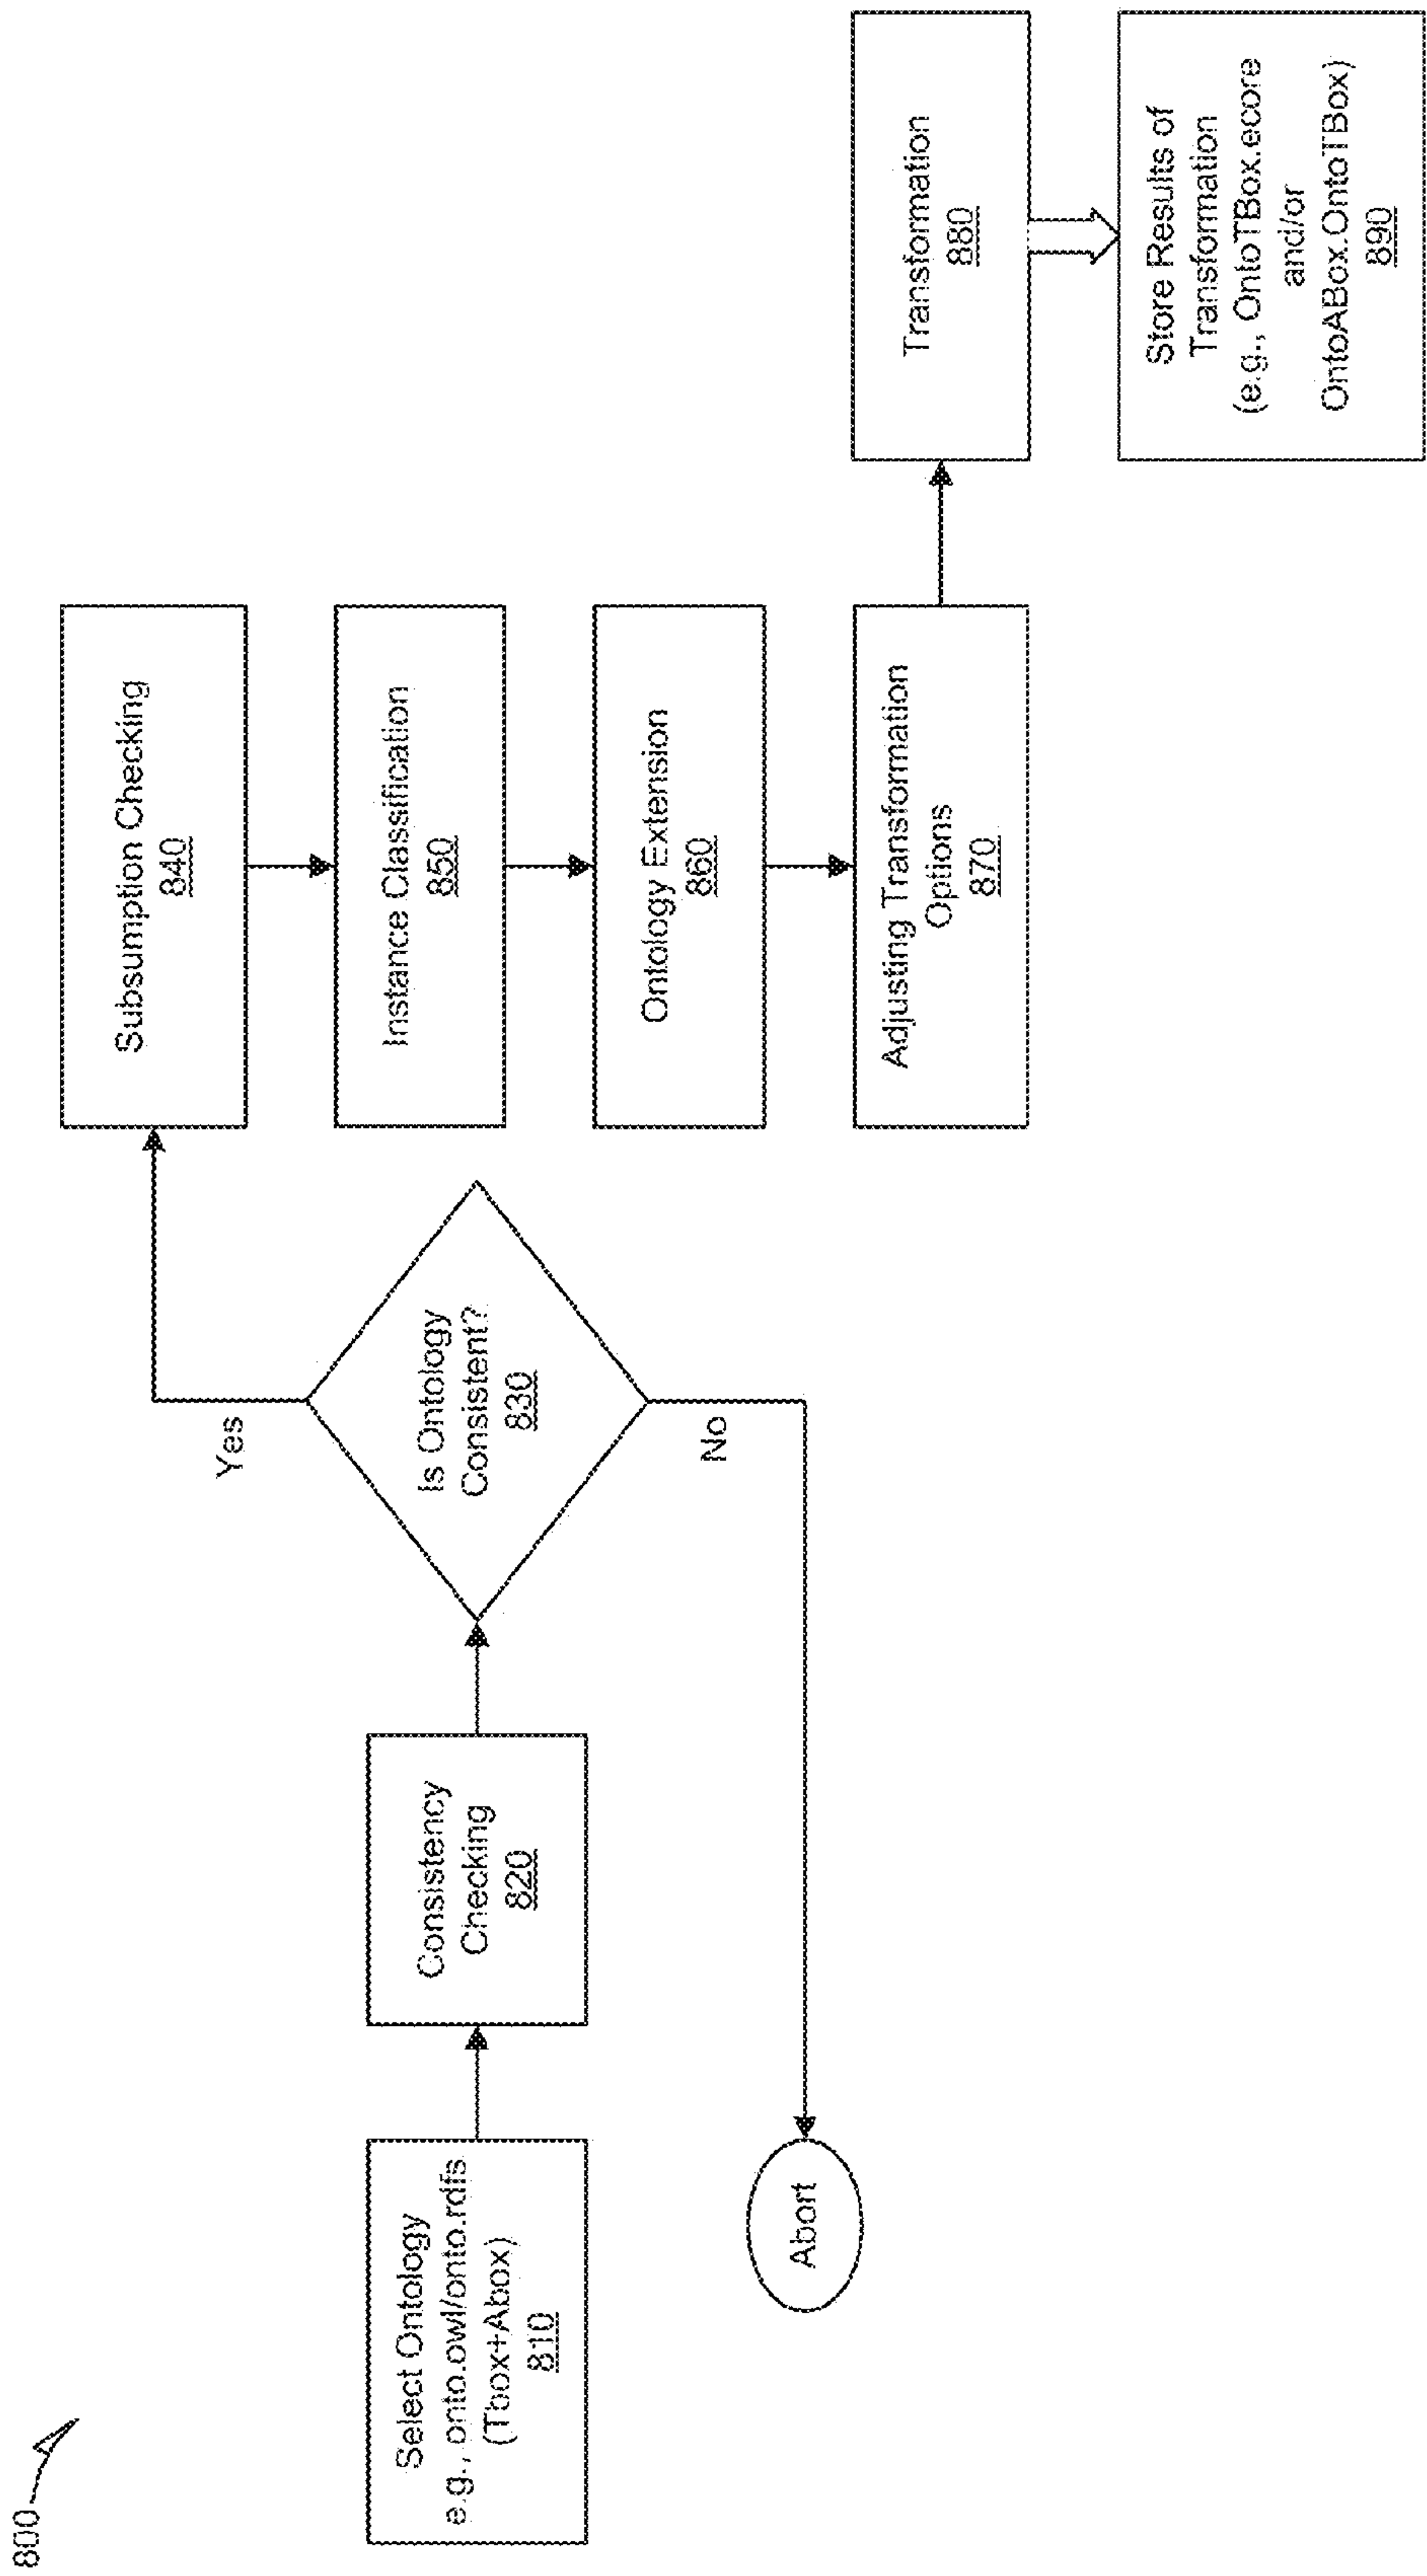 800
Select Ontology
e.g., onto.owl/onto.rdfs
(Tbox+Abox)
810
Consistency
Checking
820
Is Ontology
Consistent?
830
Yes
No
Abort
Subsumption Checking
840
Instance Classification
850
Ontology Extension
860
Adjusting Transformation
Options
870
Transformation
880
Store Results of
Transformation
(e.g., OntoTBox.ecore
and/or
OntoABox.OntoTBox)
890